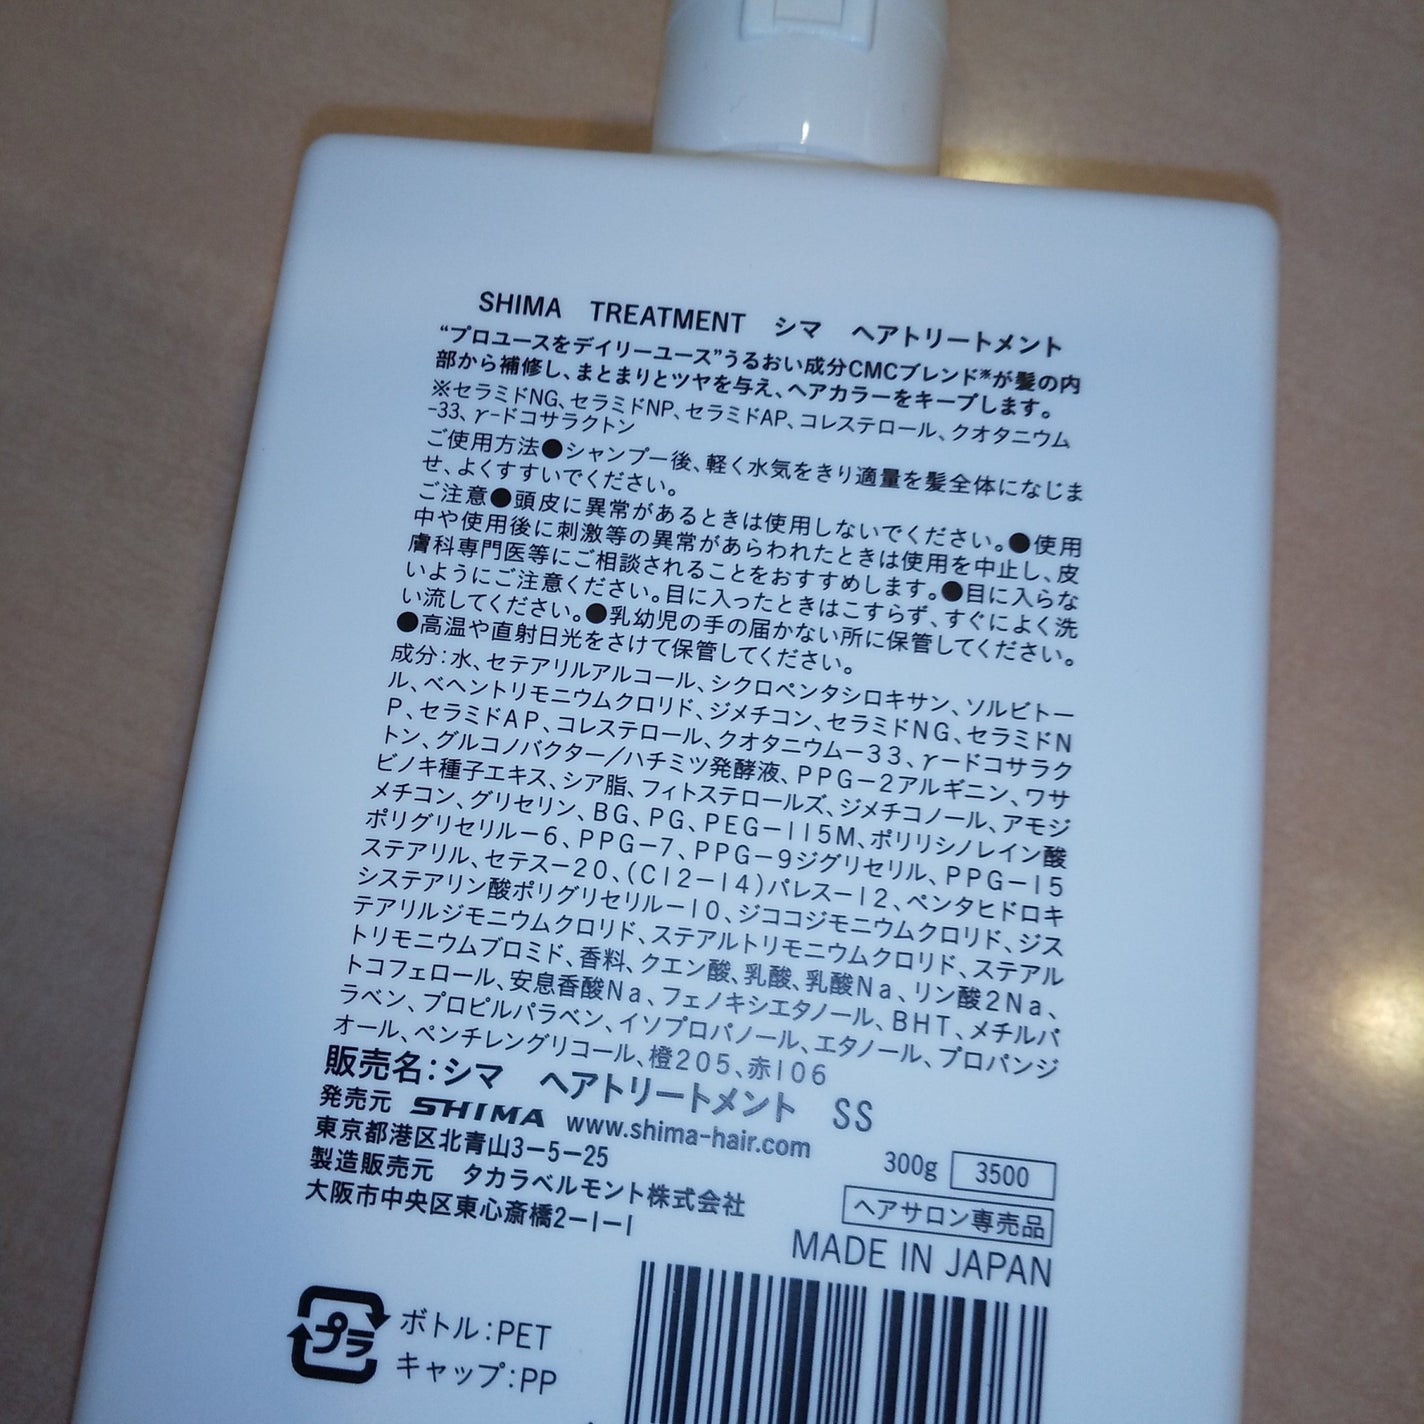 SHIMA TREATMENT シマ ヘアトリートメント
“プロユースをデイリーユース”うるおい成分CMCブレンド※が髪の内
部から補修し、まとまりとツヤを与え、ヘアカラーをキープします。
※セラミドNG、セラミドNP、セラミドAP、コレステロール、クオタニウム
-33、γ-ドコサラクトン
ご使用方法●シャンプー後、軽く水気をきり適量を髪全体になじま
せ、よくすすいでください。
ご注意●頭皮に異常があるときは使用しないでください。●使用
中や使用後に刺激等の異常があらわれたときは使用を中止し、皮
膚科専門医等にご相談されることをおすすめします。●目に入らな
いようにご注意ください。目に入ったときはこすらず、すぐによく洗
い流してください。●乳幼児の手の届かない所に保管してください。
●高温や直射日光をさけて保管してください。
成分：水、セテアリルアルコール、シクロペンタシロキサン、ソルビトー
ル、ベヘントリモニウムクロリド、ジメチコン、セラミドNG、セラミドN
P、セラミドAP、コレステロール、クオタニウム－33、γ－ドコサラク
トン、グルコノバクター／ハチミツ発酵液、PPG－2アルギニン、ワサ
ビノキ種子エキス、シア脂、フィトステロールズ、ジメチコノール、アモジ
メチコン、グリセリン、BG、PG、PEG－115M、ポリリシノレイン酸
ポリグリセリル－6、PPG－7、PPG－9ジグリセリル、PPG－15
ステアリル、セテス－20、(C12－14)パレス－12、ペンタヒドロキ
システアリン酸ポリグリセリル－10、ジココジモニウムクロリド、ジス
テアリルジモニウムクロリド、ステアルトリモニウムクロリド、ステアル
トリモニウムブロミド、香料、クエン酸、乳酸、乳酸Na、リン酸2Na、
トコフェロール、安息香酸Na、フェノキシエタノール、BHT、メチルパ
ラベン、プロピルパラベン、イソプロパノール、エタノール、プロパンジ
オール、ペンチレングリコール、橙205、赤106
販売名：シマ ヘアトリートメント SS
発売元 SHIMA www.shima-hair.com
東京都港区北青山3－5－25
300g 3500
製造販売元 タカラベルモント株式会社
ヘアサロン専売品
大阪市中央区東心斎橋2－1－1
MADE IN JAPAN
プラ
ボトル：PET
キャップ：PP